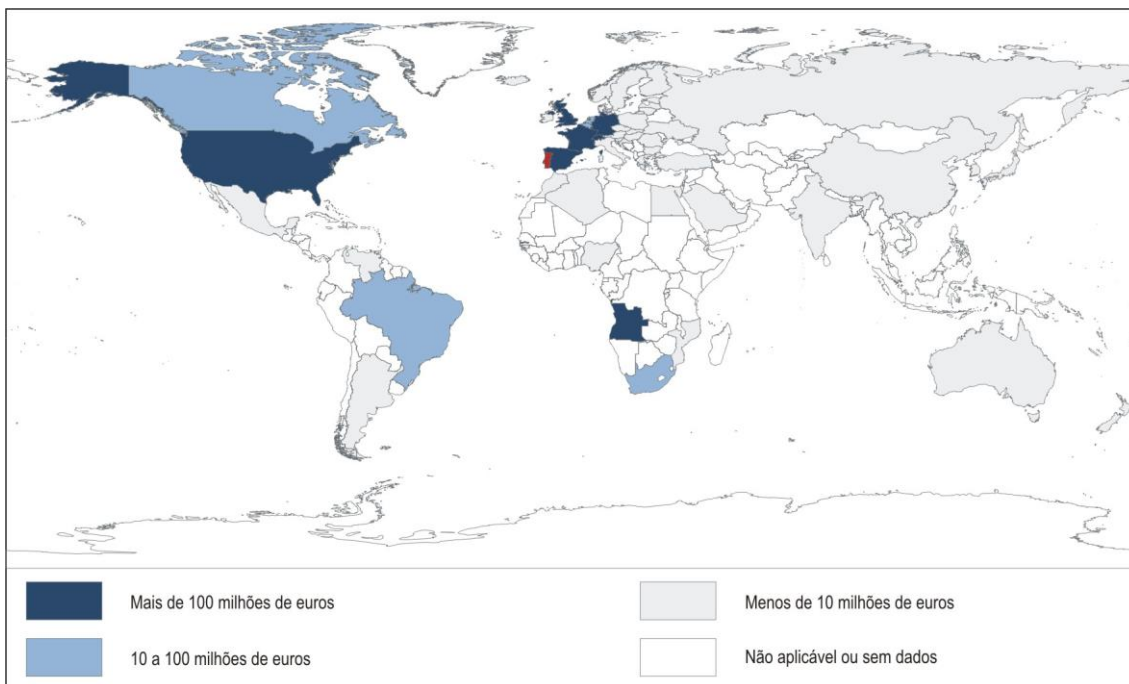 Mais de 100 milhões de euros
Menos de 10 milhões de euros
10 a 100 milhões de euros
Não aplicável ou sem dados